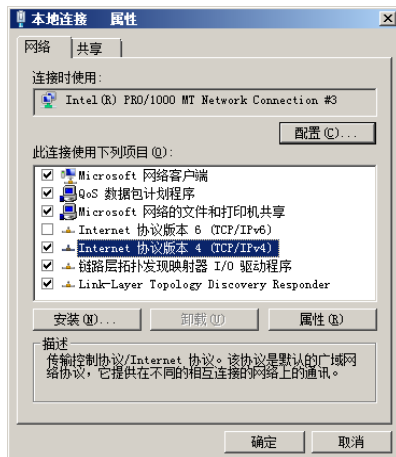 本地连接 属性
网络 共享
连接时使用:
Intel(R) PRO/1000 MT Network Connection #3
配置(C)...
此连接使用下列项目(O):
Microsoft 网络客户端
QoS 数据包计划程序
Microsoft 网络的文件和打印机共享
Internet 协议版本 6 (TCP/IPv6)
Internet 协议版本 4 (TCP/IPv4)
链路层拓扑发现映射器 I/O 驱动程序
Link-Layer Topology Discovery Responder
安装(N)... 卸载(U) 属性(R)
描述
传输控制协议/Internet 协议。该协议是默认的广域网
络协议，它提供在不同的相互连接的网络上的通讯。
确定 取消